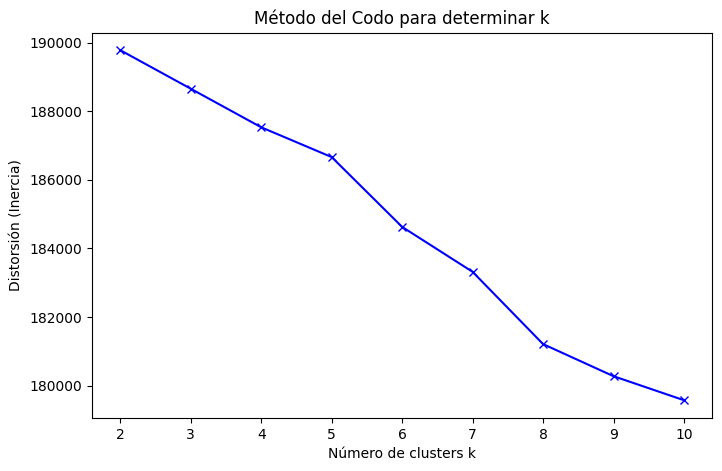 Método del Codo para determinar k
190000
188000
186000
184000
182000
180000
Distorsión (Inercia)
2 3 4 5 6 7 8 9 10
Número de clusters k